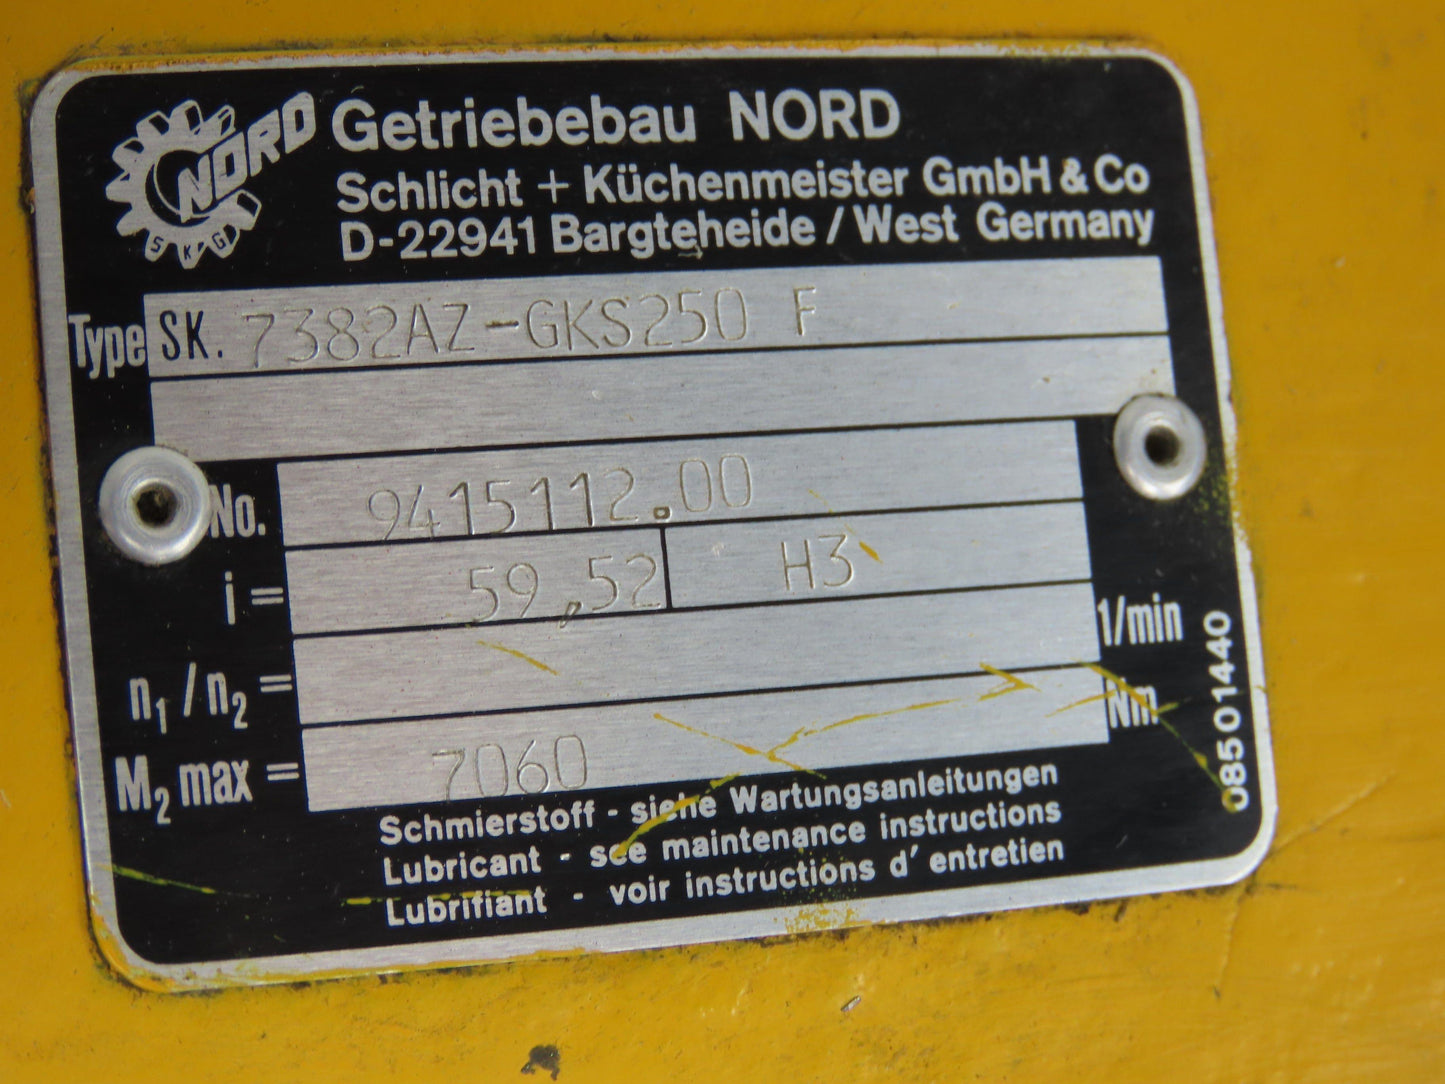 NORD
SKG
Getriebebau NORD
Schlicht + Küchenmeister GmbH & Co
D-22941 Bargteheide / West Germany
Type SK. 7382AZ-GKS250 F
No. 9415112.00
i = 59,52 H3
n1 / n2 = 1/min
M2 max = 7060 Nm
Schmierstoff - siehe Wartungsanleitungen
Lubricant - see maintenance instructions
Lubrifiant - voir instructions d' entretien
08501440